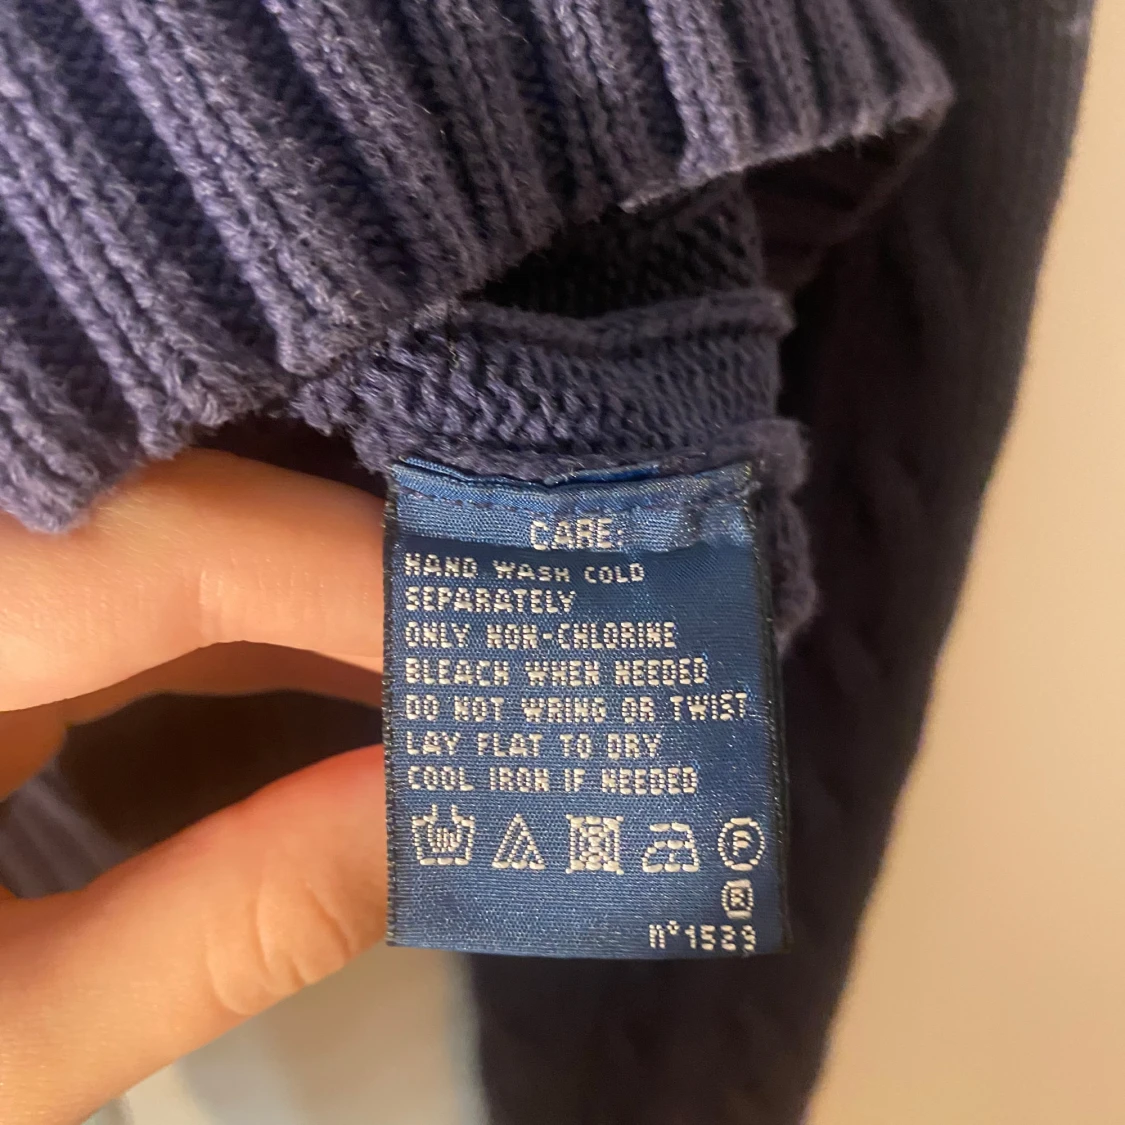 CARE:
HAND WASH COLD
SEPARATELY
ONLY NON-CHLORINE
BLEACH WHEN NEEDED
DO NOT WRING OR TWIST
LAY FLAT TO DRY
COOL IRON IF NEEDED
P
R
n°1529